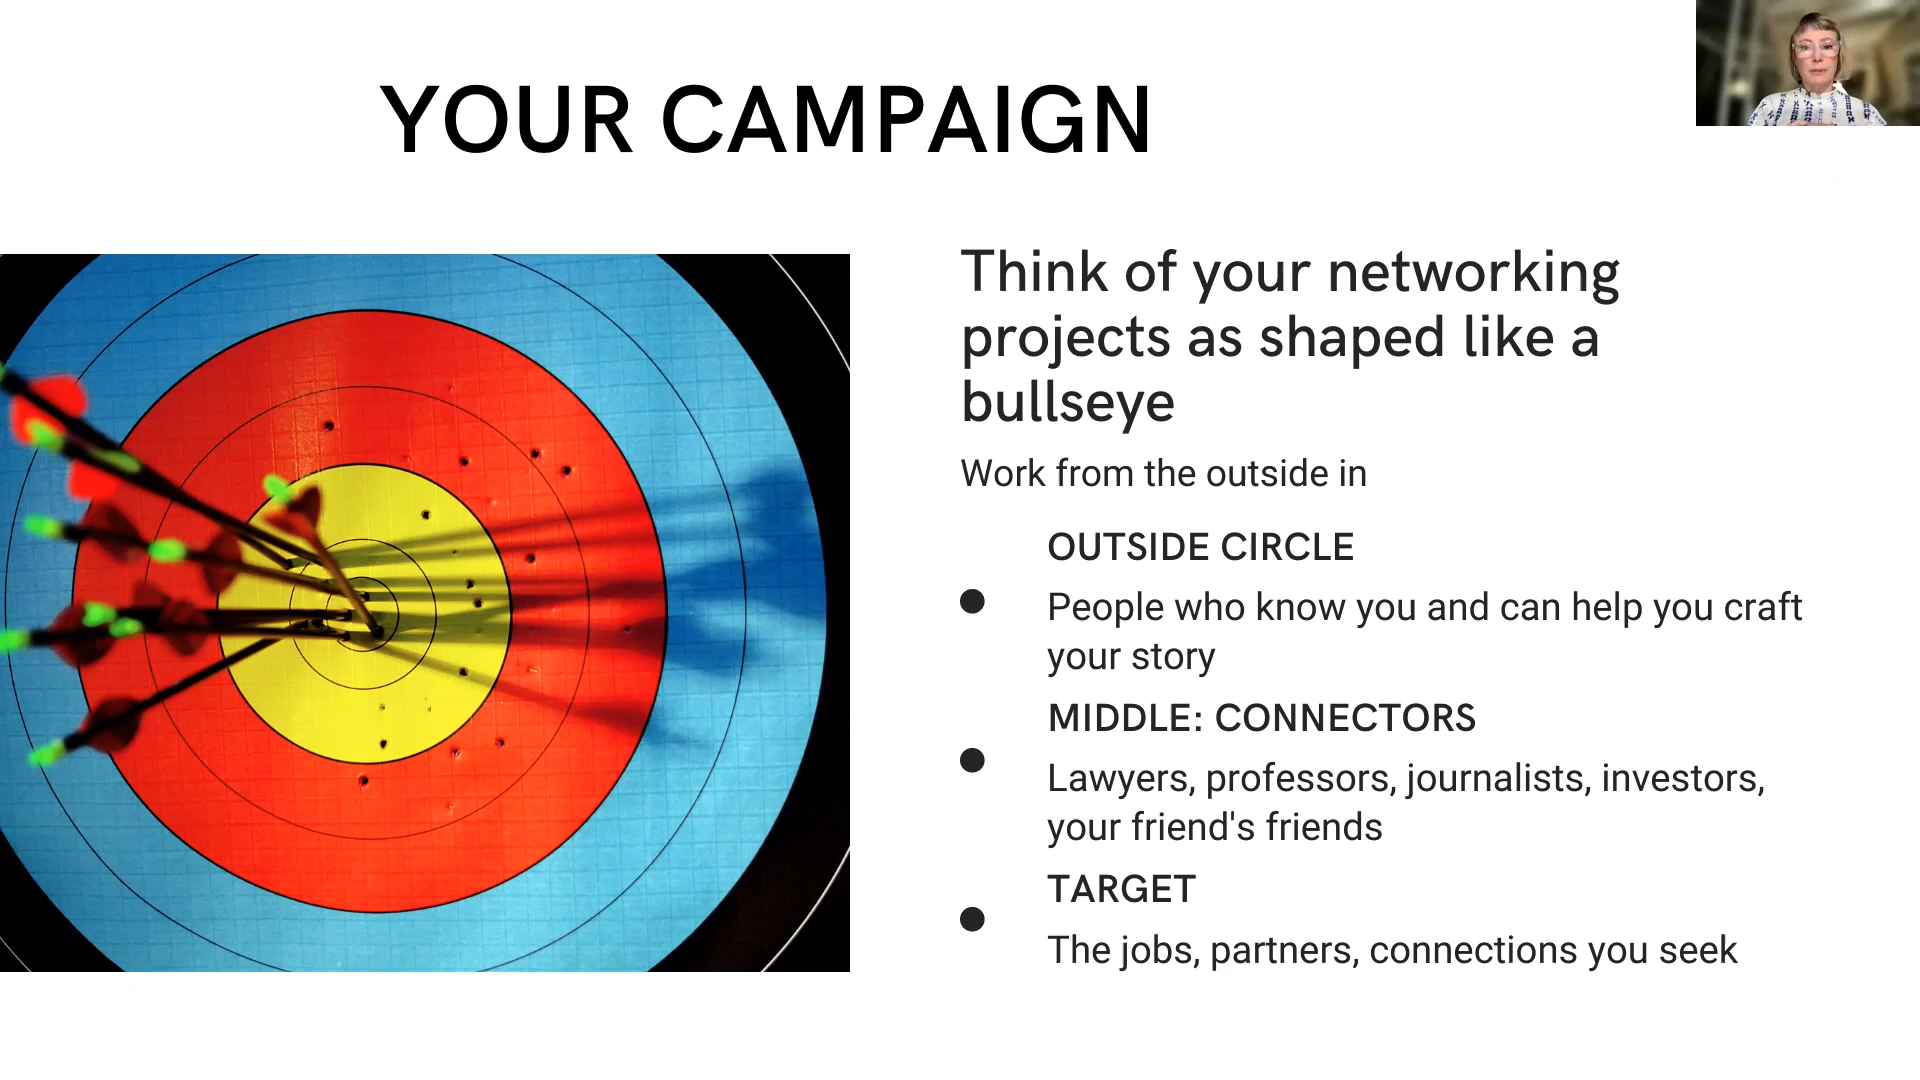 YOUR CAMPAIGN
Think of your networking
projects as shaped like a
bullseye
Work from the outside in
OUTSIDE CIRCLE
People who know you and can help you craft
your story
MIDDLE: CONNECTORS
Lawyers, professors, journalists, investors,
your friend's friends
TARGET
The jobs, partners, connections you seek